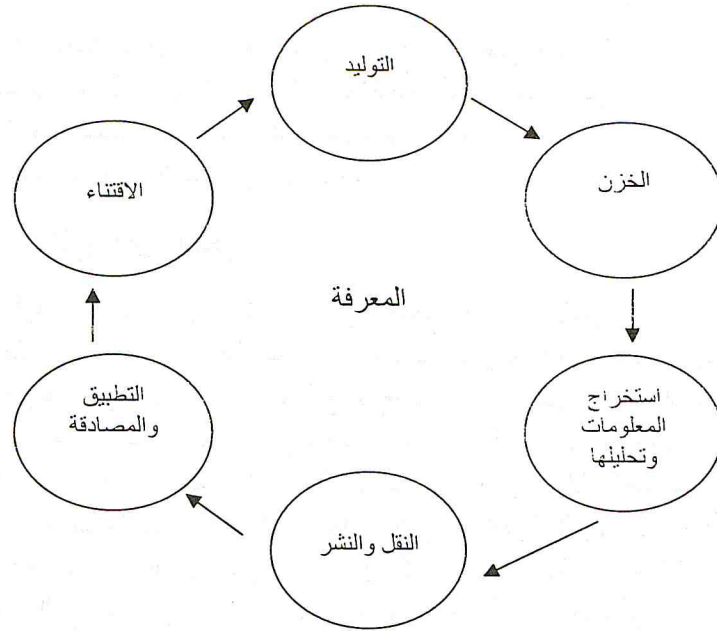 التوليد
الخزن
استخراج
المعلومات
وتحليلها
النقل والنشر
التطبيق
والمصادقة
الاقتناء
المعرفة